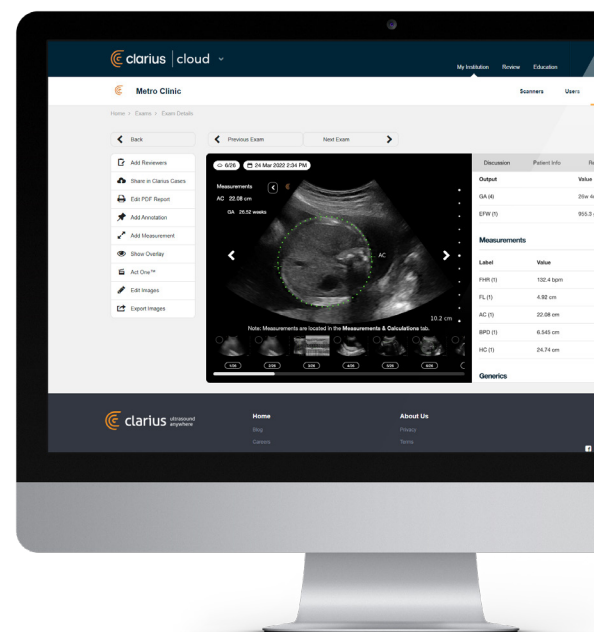 clarius | cloud
My Institution Review Education
Metro Clinic
Scanners Users
Home > Exams > Exam Details
Back
Previous Exam Next Exam
Add Reviewers
Share in Clarius Cases
Edit PDF Report
Add Annotation
Add Measurement
Show Overlay
Act One™
Edit Images
Export Images
6/26 24 Mar 2022 2:34 PM
Measurements
AC 22.08 cm
GA 26.52 weeks
AC
10.2 cm
Note: Measurements are located in the Measurements & Calculations tab.
1/26 2/26 3/26 4/26 5/26 6/26
Discussion Patient Info
Output Value
GA (4) 26w
EFW (1) 955.3
Measurements
Label Value
FHR (1) 132.4 bpm
FL (1) 4.92 cm
AC (1) 22.08 cm
BPD (1) 6.545 cm
HC (1) 24.74 cm
Generics
clarius ultrasound anywhere
Home
Blog
Careers
About Us
Privacy
Terms